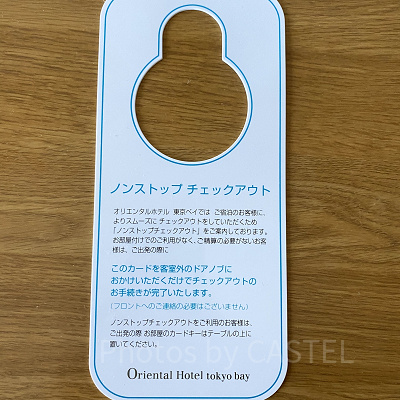 ノンストップ チェックアウト
オリエンタルホテル 東京ベイでは ご宿泊のお客様に、
よりスムーズに チェックアウトをしていただくため
「ノンストップチェックアウト」をご案内しております。
お部屋付けでのご利用がなく、ご精算の必要がないお客
様は、ご出発の際に
このカードを客室外のドアノブに
おかけいただくだけでチェックアウトの
お手続きが完了いたします。
(フロントへのご連絡の必要はございません)
ノンストップチェックアウトをご利用のお客様は、
ご出発の際 お部屋のカードキーはテーブルの上に
置いてください。
Photos by CASTEL
Oriental Hotel tokyo bay